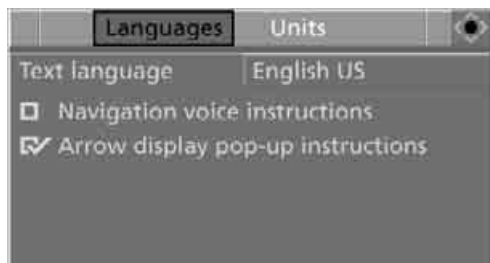 Languages Units
Text language English US
Navigation voice instructions
Arrow display pop-up instructions